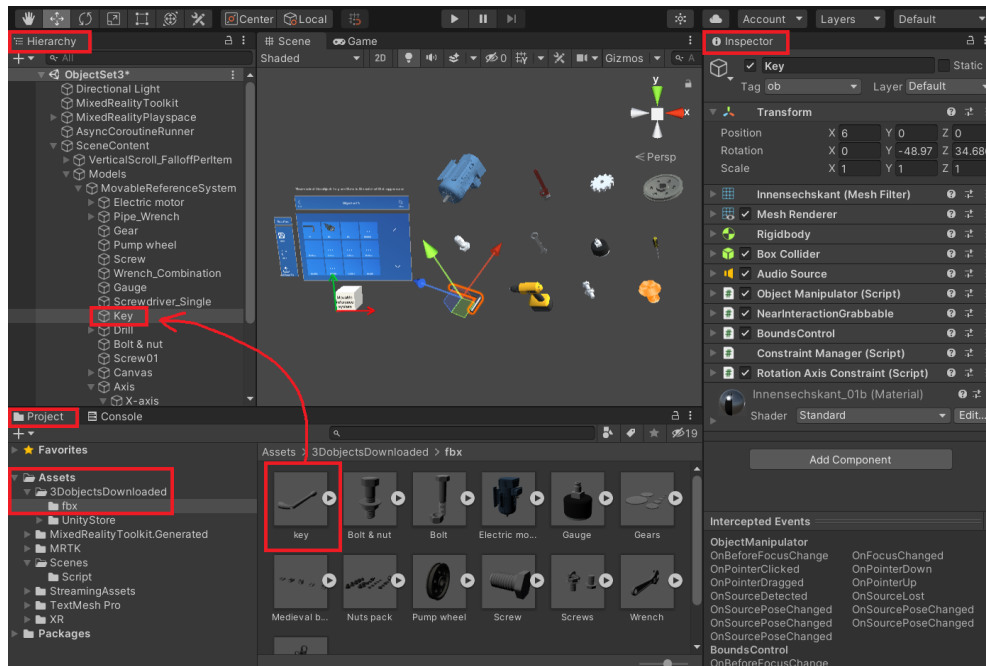 Center Local Account Layers Default
Hierarchy
All
ObjectSet3*
Directional Light
MixedRealityToolkit
MixedRealityPlayspace
AsyncCoroutineRunner
SceneContent
VerticalScroll_FalloffPerItem
Models
MovableReferenceSystem
Electric motor
Pipe_Wrench
Gear
Pump wheel
Screw
Wrench_Combination
Gauge
Screwdriver_Single
Key
Drill
Bolt & nut
Screw01
Canvas
Axis
X-axis
Scene Game
Shaded 2D 0 Gizmos A
y
x
Persp
Movable
reference
system
Inspector
Key Static
Tag ob Layer Default
Transform
Position X 6 Y 0 Z 0
Rotation X 0 Y -48.97 Z 34.686
Scale X 1 Y 1 Z 1
Innensechskant (Mesh Filter)
Mesh Renderer
Rigidbody
Box Collider
Audio Source
Object Manipulator (Script)
NearInteractionGrabbable
BoundsControl
Constraint Manager (Script)
Rotation Axis Constraint (Script)
Innensechskant_01b (Material)
Shader Standard Edit...
Add Component
Intercepted Events
ObjectManipulator
OnBeforeFocusChange OnFocusChanged
OnPointerClicked OnPointerDown
OnPointerDragged OnPointerUp
OnSourceDetected OnSourceLost
OnSourcePoseChanged OnSourcePoseChanged
OnSourcePoseChanged OnSourcePoseChanged
OnSourcePoseChanged
BoundsControl
OnBeforeFocusChange
Project Console
19
Favorites
Assets
3DobjectsDownloaded
fbx
UnityStore
MixedRealityToolkit.Generated
MRTK
Scenes
Script
StreamingAssets
TextMesh Pro
XR
Packages
Assets > 3DobjectsDownloaded > fbx
key Bolt & nut Bolt Electric mo... Gauge Gears
Medieval b... Nuts pack Pump wheel Screw Screws Wrench